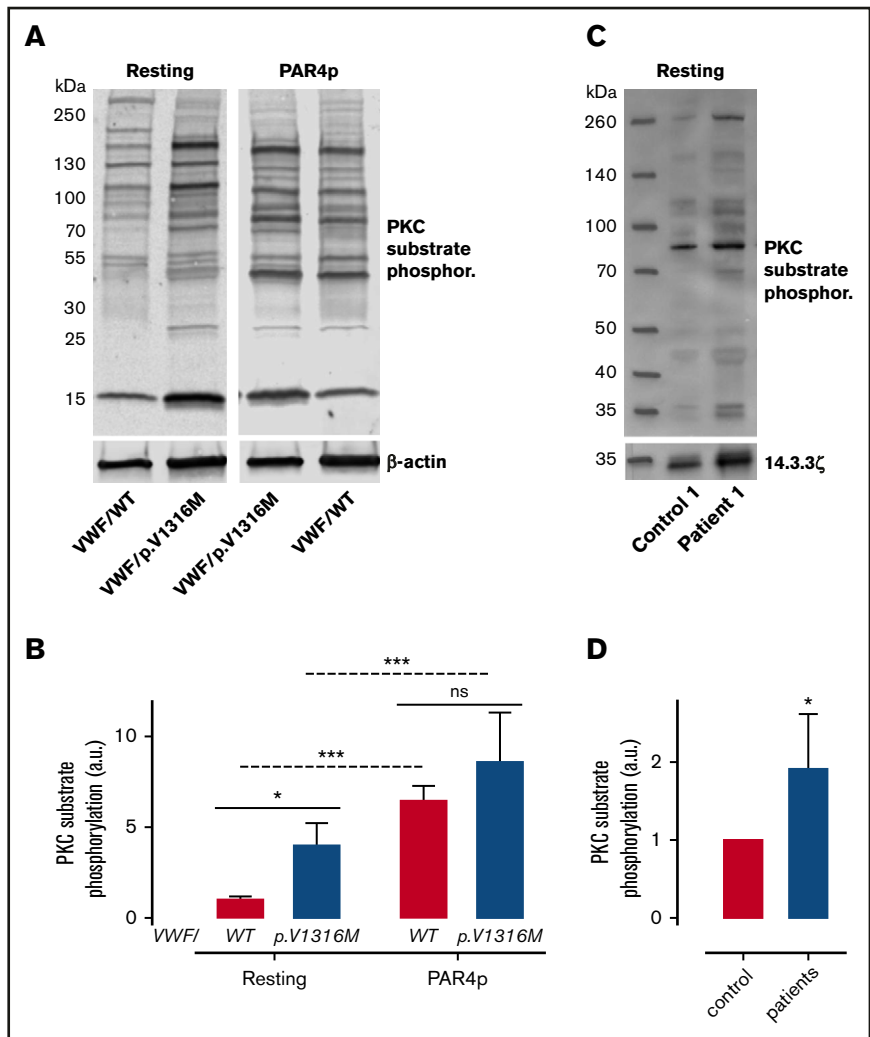 A
Resting
PAR4p
kDa
250
130
100
70
55
30
25
15
PKC
substrate
phosphor.
β-actin
VWF/WT
VWF/p.V1316M
VWF/p.V1316M
VWF/WT
C
Resting
kDa
260
140
100
70
50
40
35
PKC
substrate
phosphor.
35
14.3.3ζ
Control 1
Patient 1
B
PKC substrate
phosphorylation (a.u.)
10
5
0
***
ns
***
*
VWF/ WT p.V1316M WT p.V1316M
Resting PAR4p
D
PKC substrate
phosphorylation (a.u.)
2
1
0
*
control
patients